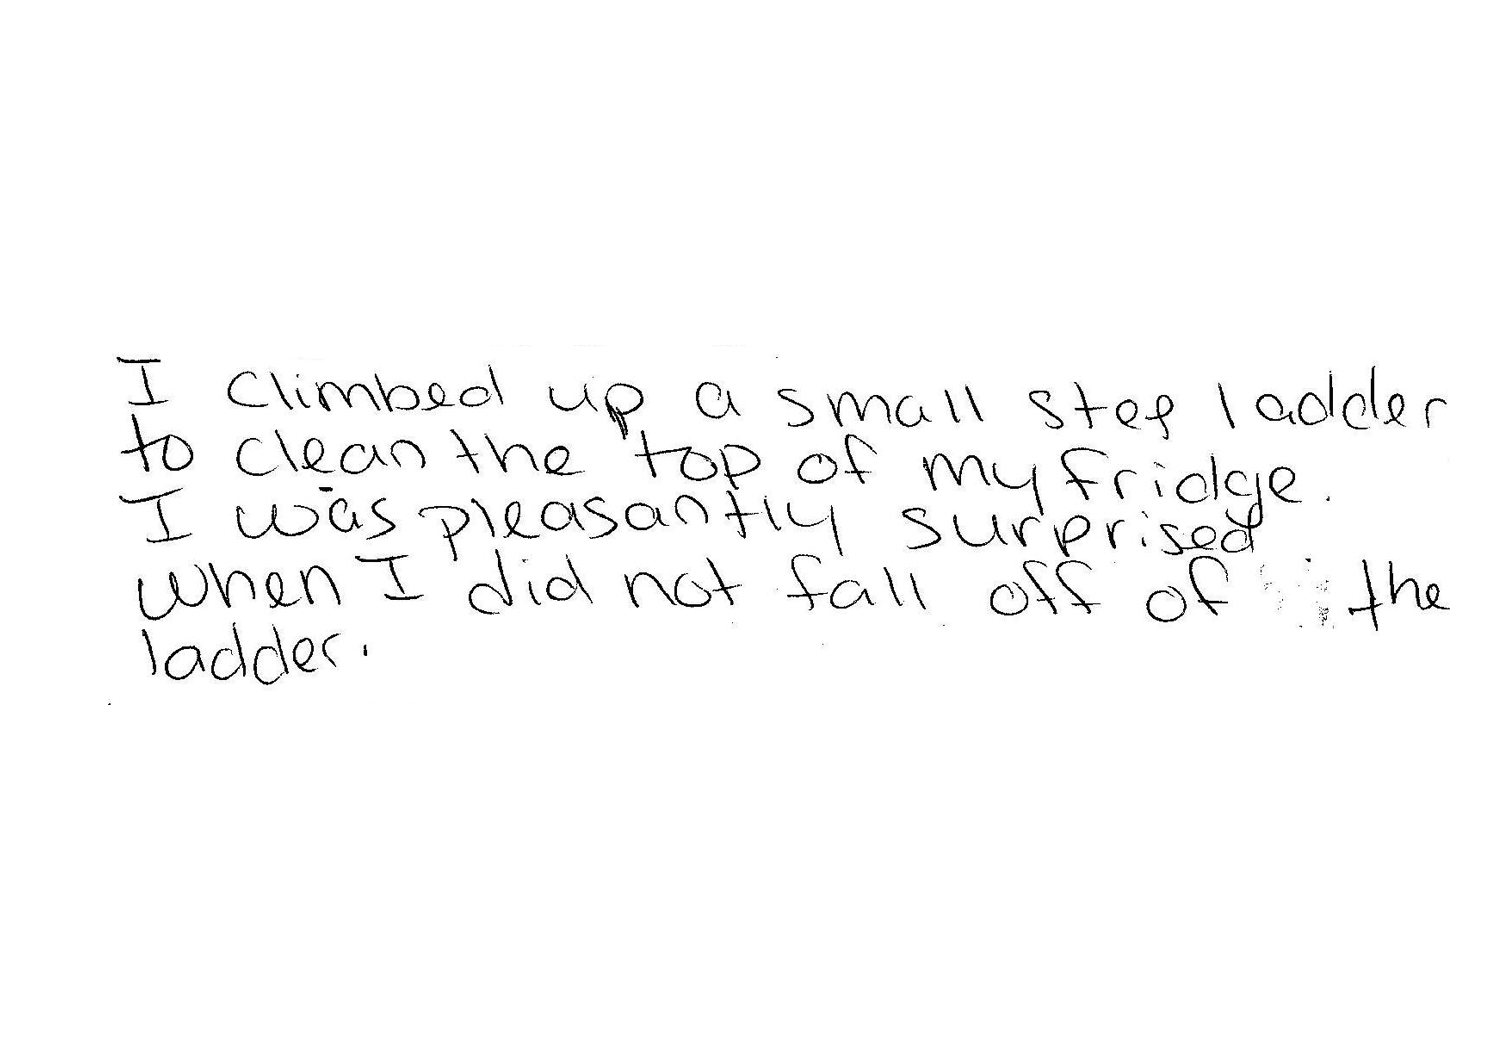 I climbed up a small step ladder
to clean the top of my fridge.
I was pleasantly surprised
when I did not fall off of the
ladder.